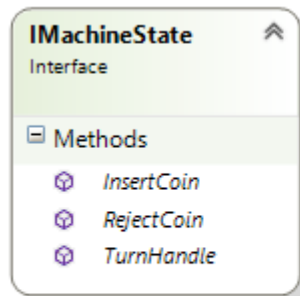 IMachineState
Interface
Methods
InsertCoin
RejectCoin
TurnHandle